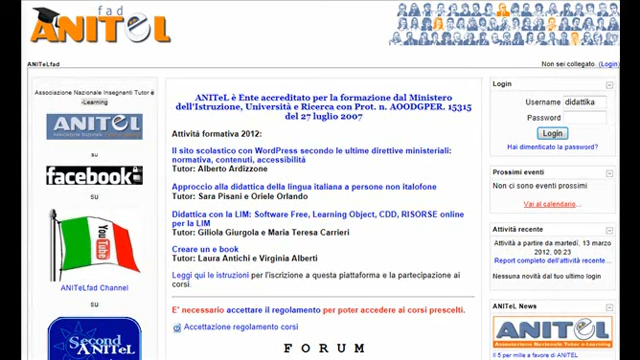 fad
ANITEL
ANITeLfad
Non sei collegato. (Login)
Associazione Nazionale Insegnanti Tutor e
-Learning
ANITeL
su
facebook
su
You
Tube
ANITeLfad Channel
su
Second
ANITeL
ANITeL è Ente accreditato per la formazione dal Ministero
dell'Istruzione, Università e Ricerca con Prot. n. AOODGPER. 15315
del 27 luglio 2007
Attività formativa 2012:
Il sito scolastico con WordPress secondo le ultime direttive ministeriali:
normativa, contenuti, accessibilità
Tutor: Alberto Ardizzone
Approccio alla didattica della lingua italiana a persone non italofone
Tutor: Sara Pisani e Oriele Orlando
Didattica con la LIM: Software Free, Learning Object, CDD, RISORSE online
per la LIM
Tutor: Giliola Giurgola e Maria Teresa Carrieri
Creare un e book
Tutor: Laura Antichi e Virginia Alberti
Leggi qui le istruzioni per l'iscrizione a questa piattaforma e la partecipazione ai
corsi.
E' necessario accettare il regolamento per poter accedere ai corsi prescelti.
Accettazione regolamento corsi
FORUM
Login
Username didattika
Password
Login
Hai dimenticato la password?
Prossimi eventi
Non ci sono eventi prossimi
Vai al calendario...
Attività recente
Attività a partire da martedì, 13 marzo
2012, 00:23
Report completo dell'attività recente...
Nessuna novità dal tuo ultimo login
ANITeL News
ANITeL
Associazione Nazionale Tutor e-Learning
Il 5 per mille a favore di ANITEL